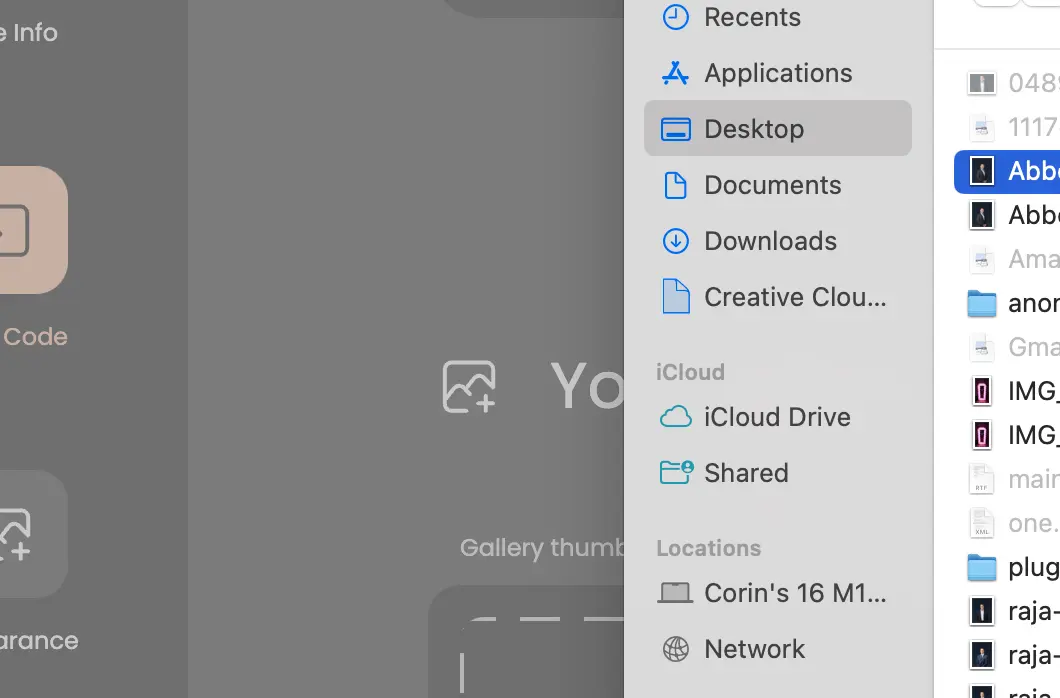 e Info
Code
arance
Yo
Gallery thumb
Recents
Applications
Desktop
Documents
Downloads
Creative Clou...
iCloud
iCloud Drive
Shared
Locations
Corin's 16 M1...
Network
048
1117
Abb
Abb
Ama
anor
Gma
IMG_
IMG_
main
one.
plug
raja-
raja-